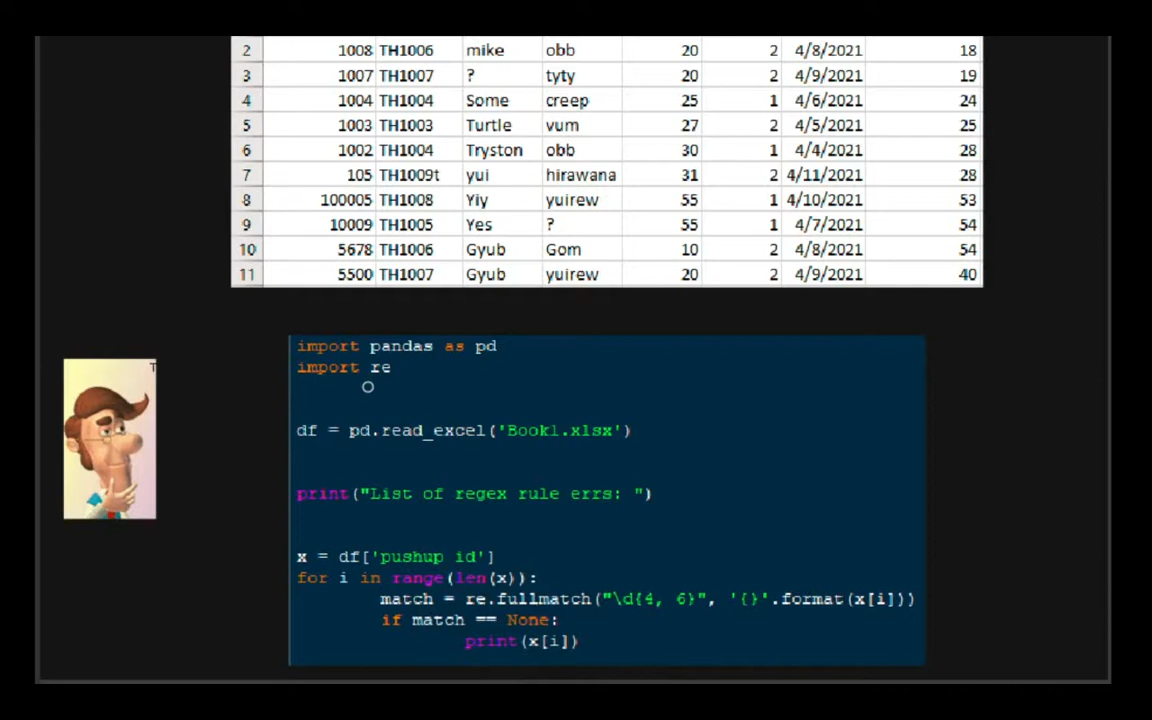 2 1008 TH1006 mike obb 20 2 4/8/2021 18
3 1007 TH1007 ? tyty 20 2 4/9/2021 19
4 1004 TH1004 Some creep 25 1 4/6/2021 24
5 1003 TH1003 Turtle vum 27 2 4/5/2021 25
6 1002 TH1004 Tryston obb 30 1 4/4/2021 28
7 105 TH1009t yui hirawana 31 2 4/11/2021 28
8 100005 TH1008 Yiy yuirew 55 1 4/10/2021 53
9 10009 TH1005 Yes ? 55 1 4/7/2021 54
10 5678 TH1006 Gyub Gom 10 2 4/8/2021 54
11 5500 TH1007 Gyub yuirew 20 2 4/9/2021 40
import pandas as pd
import re
df = pd.read_excel('Book1.xlsx')
print("List of regex rule errs: ")
x = df['pushup id']
for i in range(len(x)):
match = re.fullmatch("\d{4, 6}", '{}'.format(x[i]))
if match == None:
print(x[i])
T